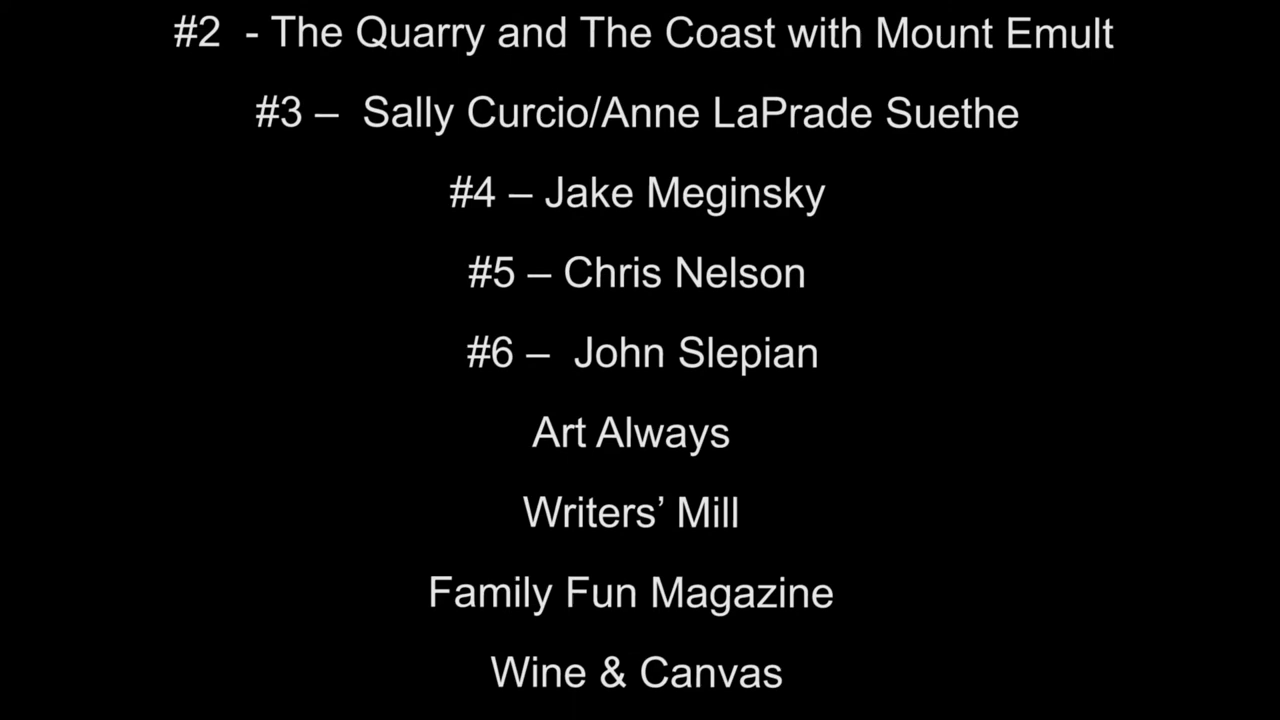 #2 - The Quarry and The Coast with Mount Emult
#3 – Sally Curcio/Anne LaPrade Suethe
#4 – Jake Meginsky
#5 – Chris Nelson
#6 – John Slepian
Art Always
Writers’ Mill
Family Fun Magazine
Wine & Canvas